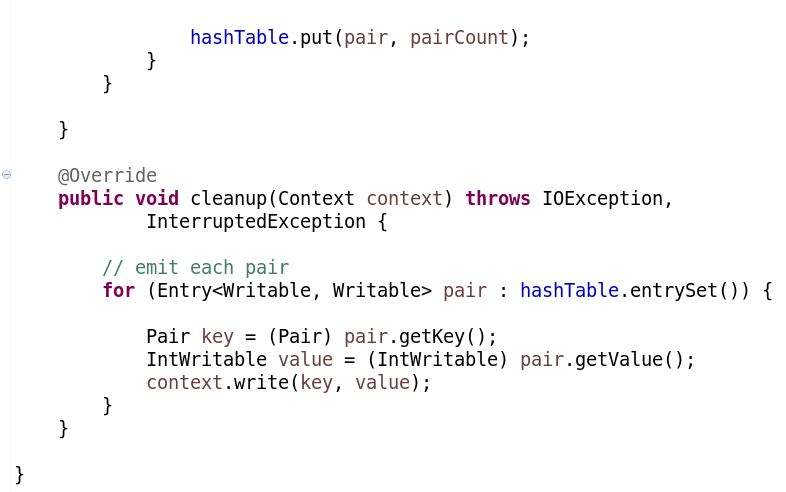 hashTable.put(pair, pairCount);
}
}
}
@Override
public void cleanup(Context context) throws IOException,
InterruptedException {
// emit each pair
for (Entry<Writable, Writable> pair : hashTable.entrySet()) {
Pair key = (Pair) pair.getKey();
IntWritable value = (IntWritable) pair.getValue();
context.write(key, value);
}
}
}